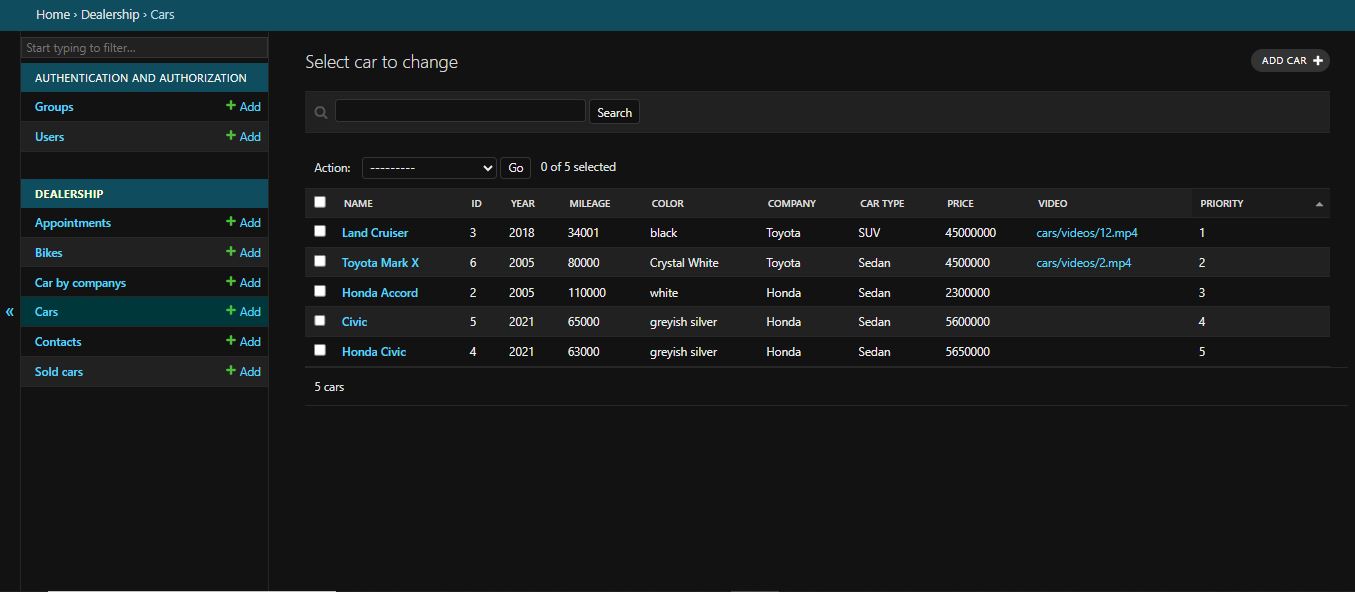 Home › Dealership › Cars
Start typing to filter...
AUTHENTICATION AND AUTHORIZATION
Groups + Add
Users + Add
DEALERSHIP
Appointments + Add
Bikes + Add
Car by companys + Add
Cars + Add
Contacts + Add
Sold cars + Add
«
Select car to change
ADD CAR +
Search
Action: --------- Go 0 of 5 selected
NAME ID YEAR MILEAGE COLOR COMPANY CAR TYPE PRICE VIDEO PRIORITY
Land Cruiser 3 2018 34001 black Toyota SUV 45000000 cars/videos/12.mp4 1
Toyota Mark X 6 2005 80000 Crystal White Toyota Sedan 4500000 cars/videos/2.mp4 2
Honda Accord 2 2005 110000 white Honda Sedan 2300000 3
Civic 5 2021 65000 greyish silver Honda Sedan 5600000 4
Honda Civic 4 2021 63000 greyish silver Honda Sedan 5650000 5
5 cars